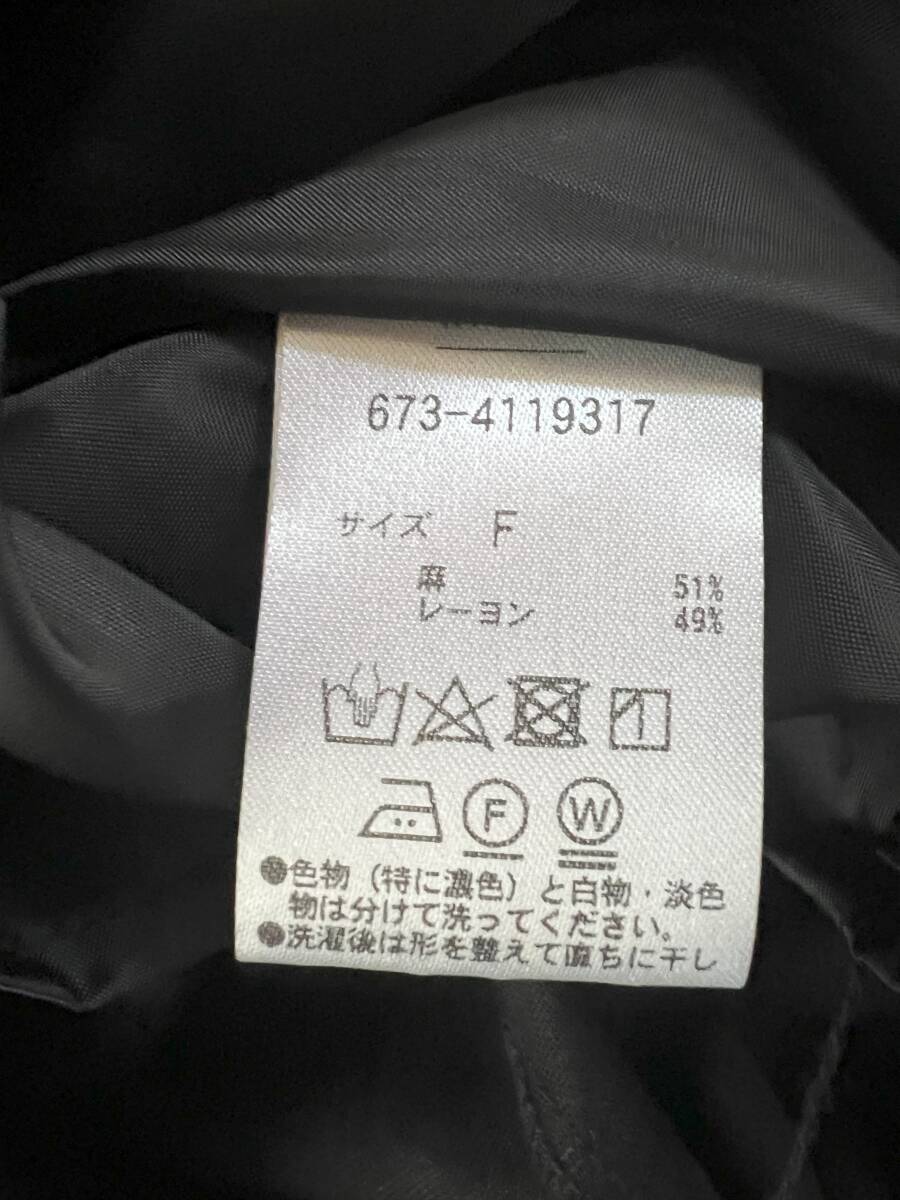 673-4119317
サイズ F
麻 51%
レーヨン 49%
F W
●色物（特に濃色）と白物・淡色
物は分けて洗ってください。
●洗濯後は形を整えて直ちに干し